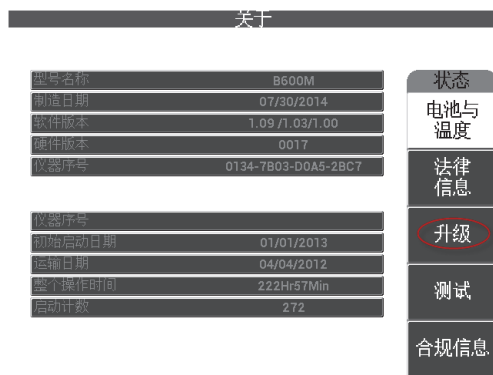 关于
型号名称 B600M
制造日期 07/30/2014
软件版本 1.09 /1.03/1.00
硬件版本 0017
仪器序号 0134-7B03-D0A5-2BC7
仪器序号
初始启动日期 01/01/2013
运输日期 04/04/2012
整个操作时间 222Hr57Min
启动计数 272
状态
电池与
温度
法律
信息
升级
测试
合规信息